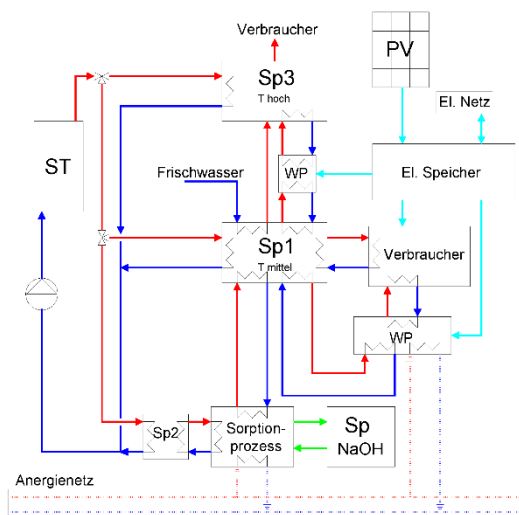 Verbraucher
PV
Sp3
T hoch
El. Netz
ST
WP
Frischwasser
El. Speicher
Sp1
T mittel
Verbraucher
WP
Sp2
Sorption-
prozess
Sp
NaOH
Anergienetz